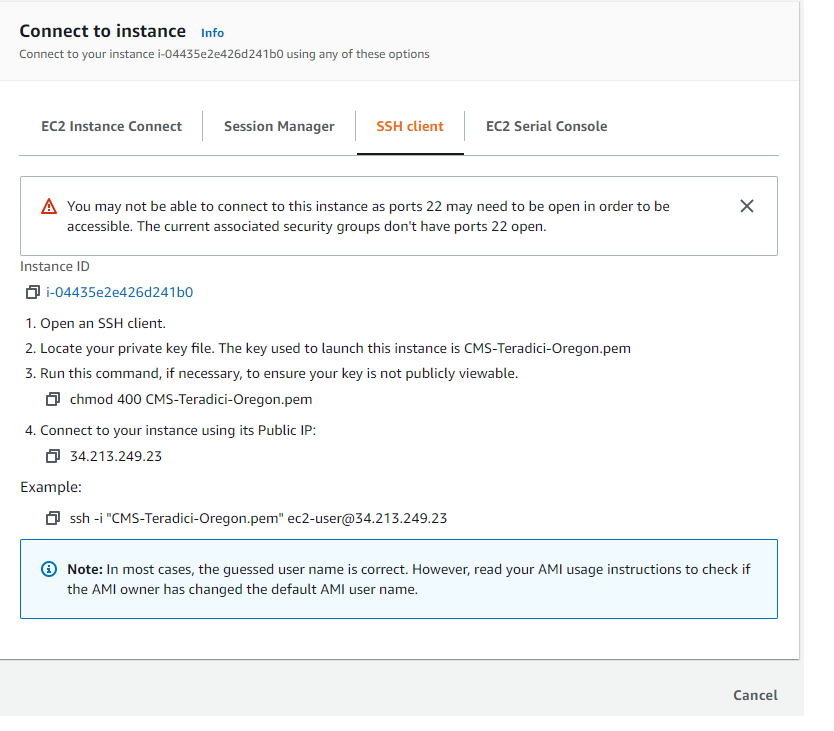 Connect to instance Info
Connect to your instance i-04435e2e426d241b0 using any of these options
EC2 Instance Connect
Session Manager
SSH client
EC2 Serial Console
You may not be able to connect to this instance as ports 22 may need to be open in order to be
accessible. The current associated security groups don't have ports 22 open.
Instance ID
i-04435e2e426d241b0
1. Open an SSH client.
2. Locate your private key file. The key used to launch this instance is CMS-Teradici-Oregon.pem
3. Run this command, if necessary, to ensure your key is not publicly viewable.
chmod 400 CMS-Teradici-Oregon.pem
4. Connect to your instance using its Public IP:
34.213.249.23
Example:
ssh -i "CMS-Teradici-Oregon.pem" ec2-user@34.213.249.23
Note: In most cases, the guessed user name is correct. However, read your AMI usage instructions to check if
the AMI owner has changed the default AMI user name.
Cancel